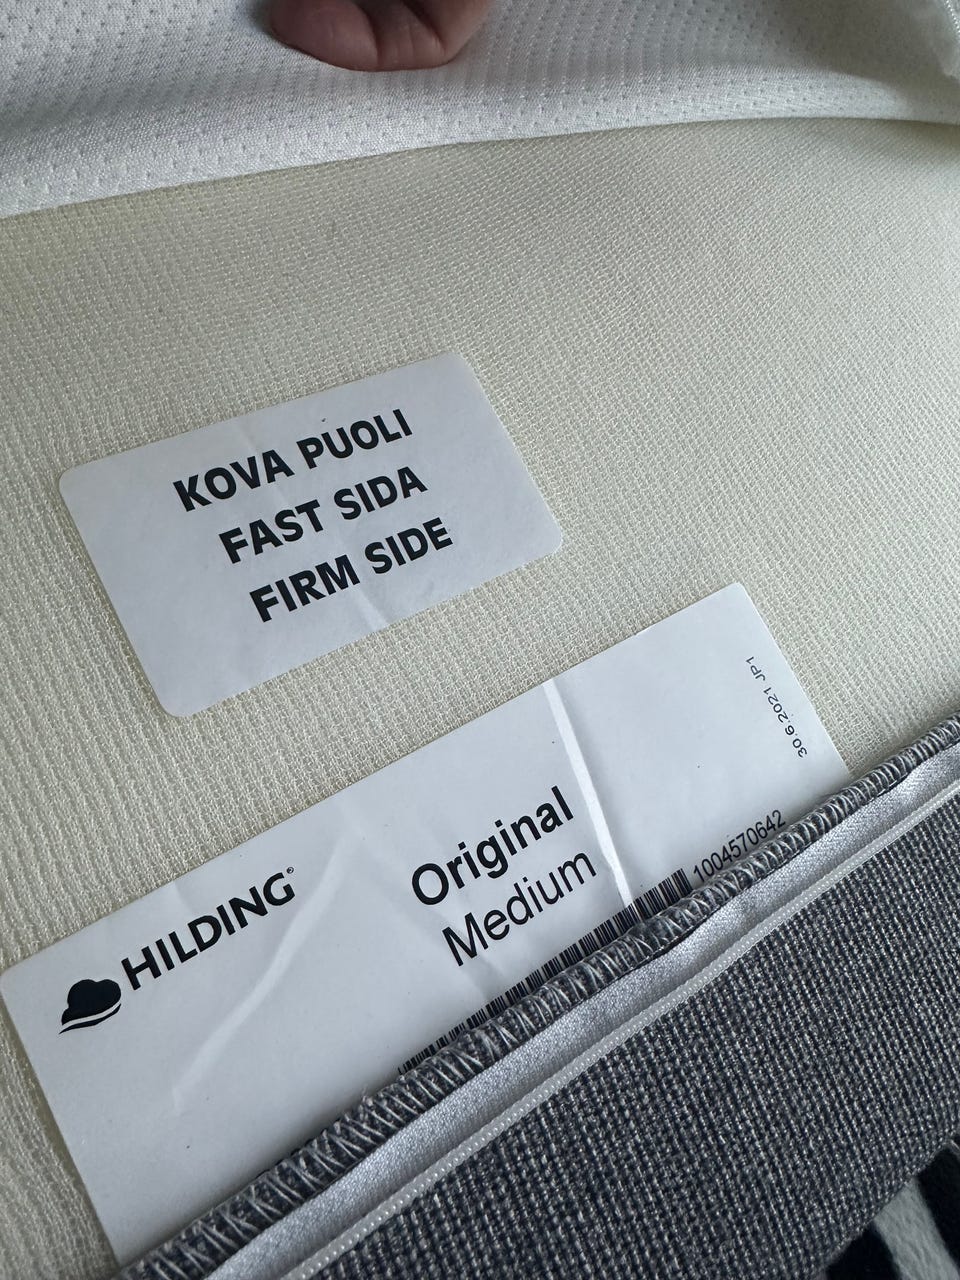 KOVA PUOLI
FAST SIDA
FIRM SIDE
HILDING®
Original
Medium
1004570642
30.6.2021 JP1